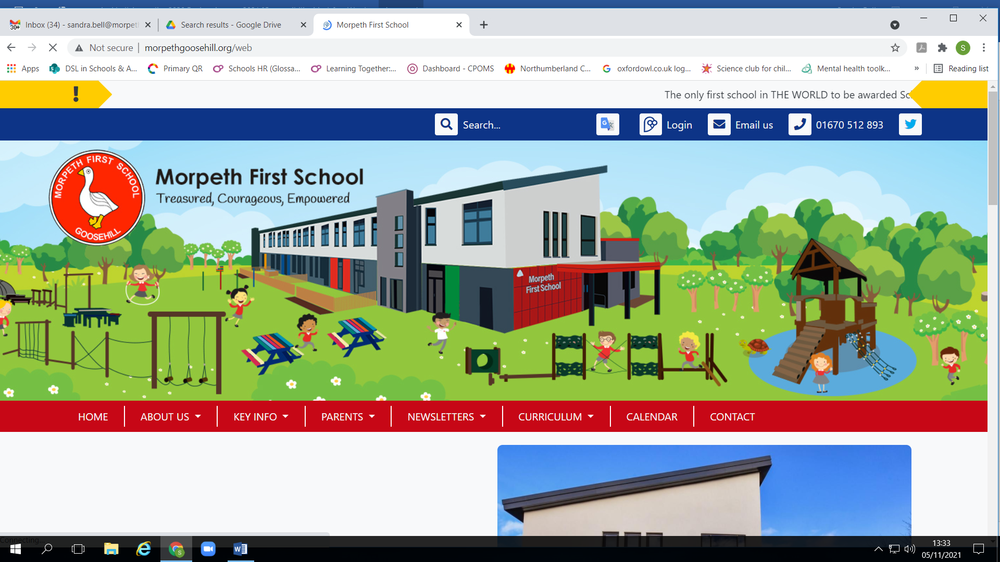 Inbox (34) - sandra.bell@morpet
Search results - Google Drive
Morpeth First School
30+
Not secure
morpethgoosehill.org/web
S
Apps
DSL in Schools & A...
Primary QR
Schools HR (Glossa...
Learning Together:...
Dashboard - CPOMS
Northumberland C...
oxfordowl.co.uk log...
Science club for chil...
Mental health toolk...
»
Reading list
!
The only first school in THE WORLD to be awarded Sc
Search...
Login
Email us
01670 512 893
MORPETH FIRST SCHOOL
GOOSEHILL
Morpeth First School
Treasured, Courageous, Empowered
Morpeth
First School
HOME
ABOUT US
KEY INFO
PARENTS
NEWSLETTERS
CURRICULUM
CALENDAR
CONTACT
Connecting...
13:33
05/11/2021